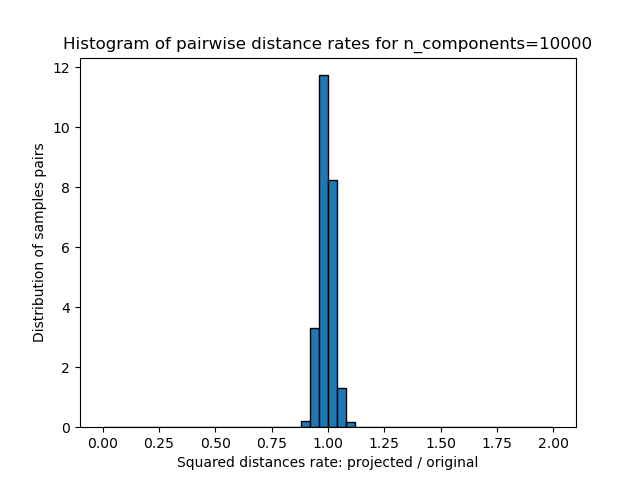 Histogram of pairwise distance rates for n_components=10000
12
10
8
6
4
2
0
Distribution of samples pairs
0.00 0.25 0.50 0.75 1.00 1.25 1.50 1.75 2.00
Squared distances rate: projected / original